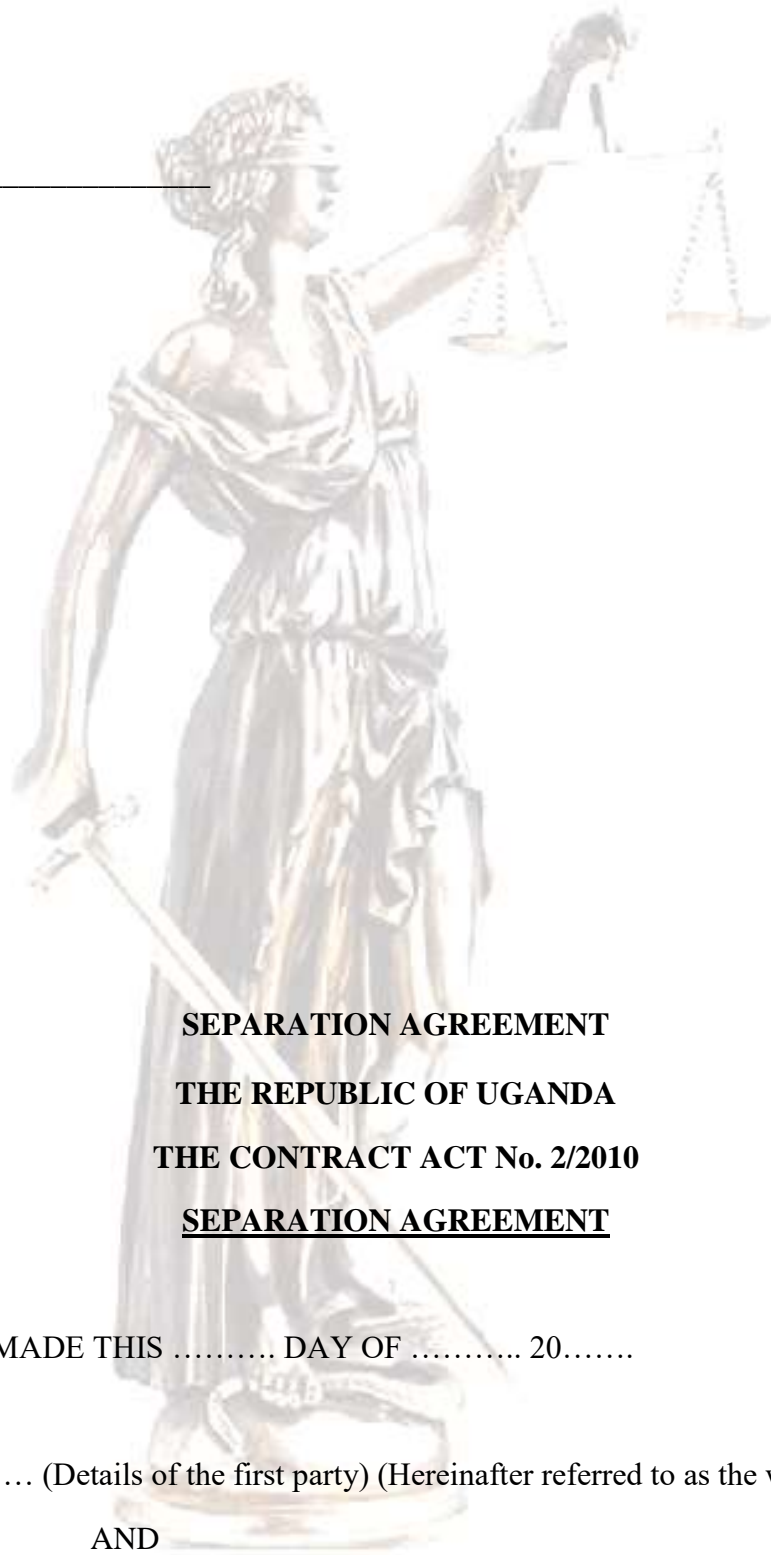 SEPARATION AGREEMENT
THE REPUBLIC OF UGANDA
THE CONTRACT ACT No. 2/2010
SEPARATION AGREEMENT
MADE THIS .………. DAY OF ……….. 20…….
… (Details of the first party) (Hereinafter referred to as the
AND